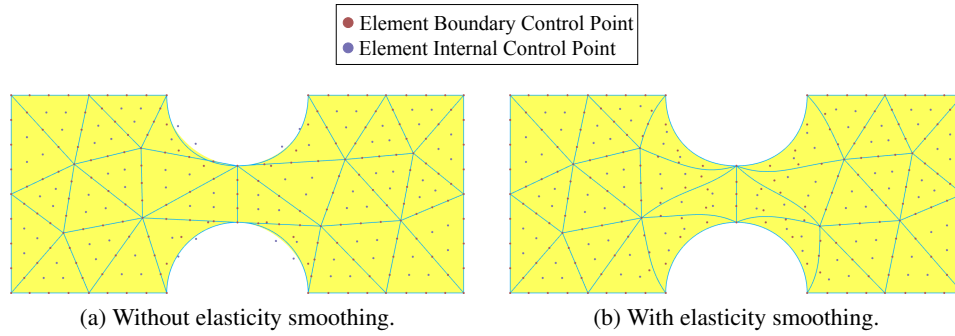 Element Boundary Control Point
Element Internal Control Point
(a) Without elasticity smoothing.
(b) With elasticity smoothing.